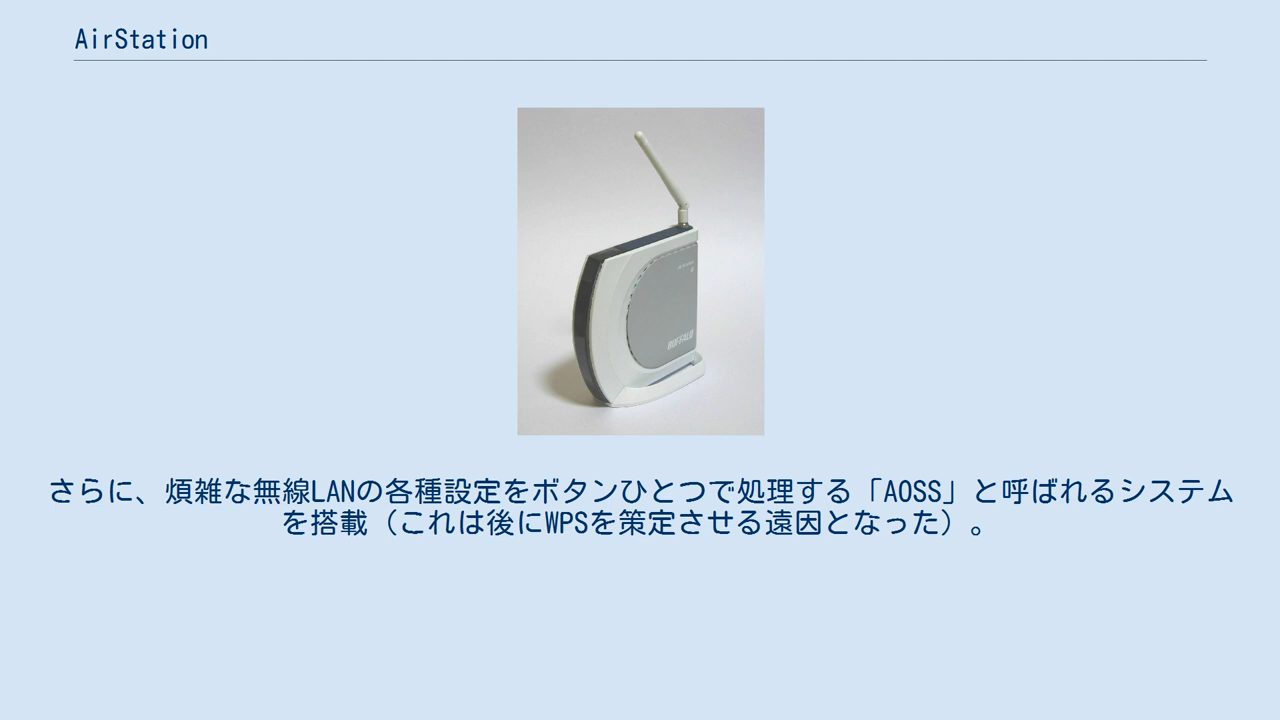 AirStation
BUFFALO
さらに、煩雑な無線LANの各種設定をボタンひとつで処理する「AOSS」と呼ばれるシステム
を搭載（これは後にWPSを策定させる遠因となった）。